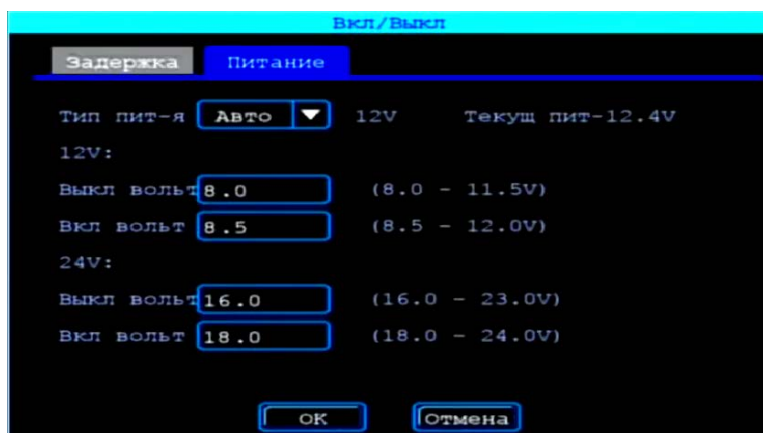 Вкл/Выкл
Задержка Питание
Тип пит-я Авто 12V Текущ пит-12.4V
12V:
Выкл вольт 8.0 (8.0 - 11.5V)
Вкл вольт 8.5 (8.5 - 12.0V)
24V:
Выкл вольт 16.0 (16.0 - 23.0V)
Вкл вольт 18.0 (18.0 - 24.0V)
ОК Отмена